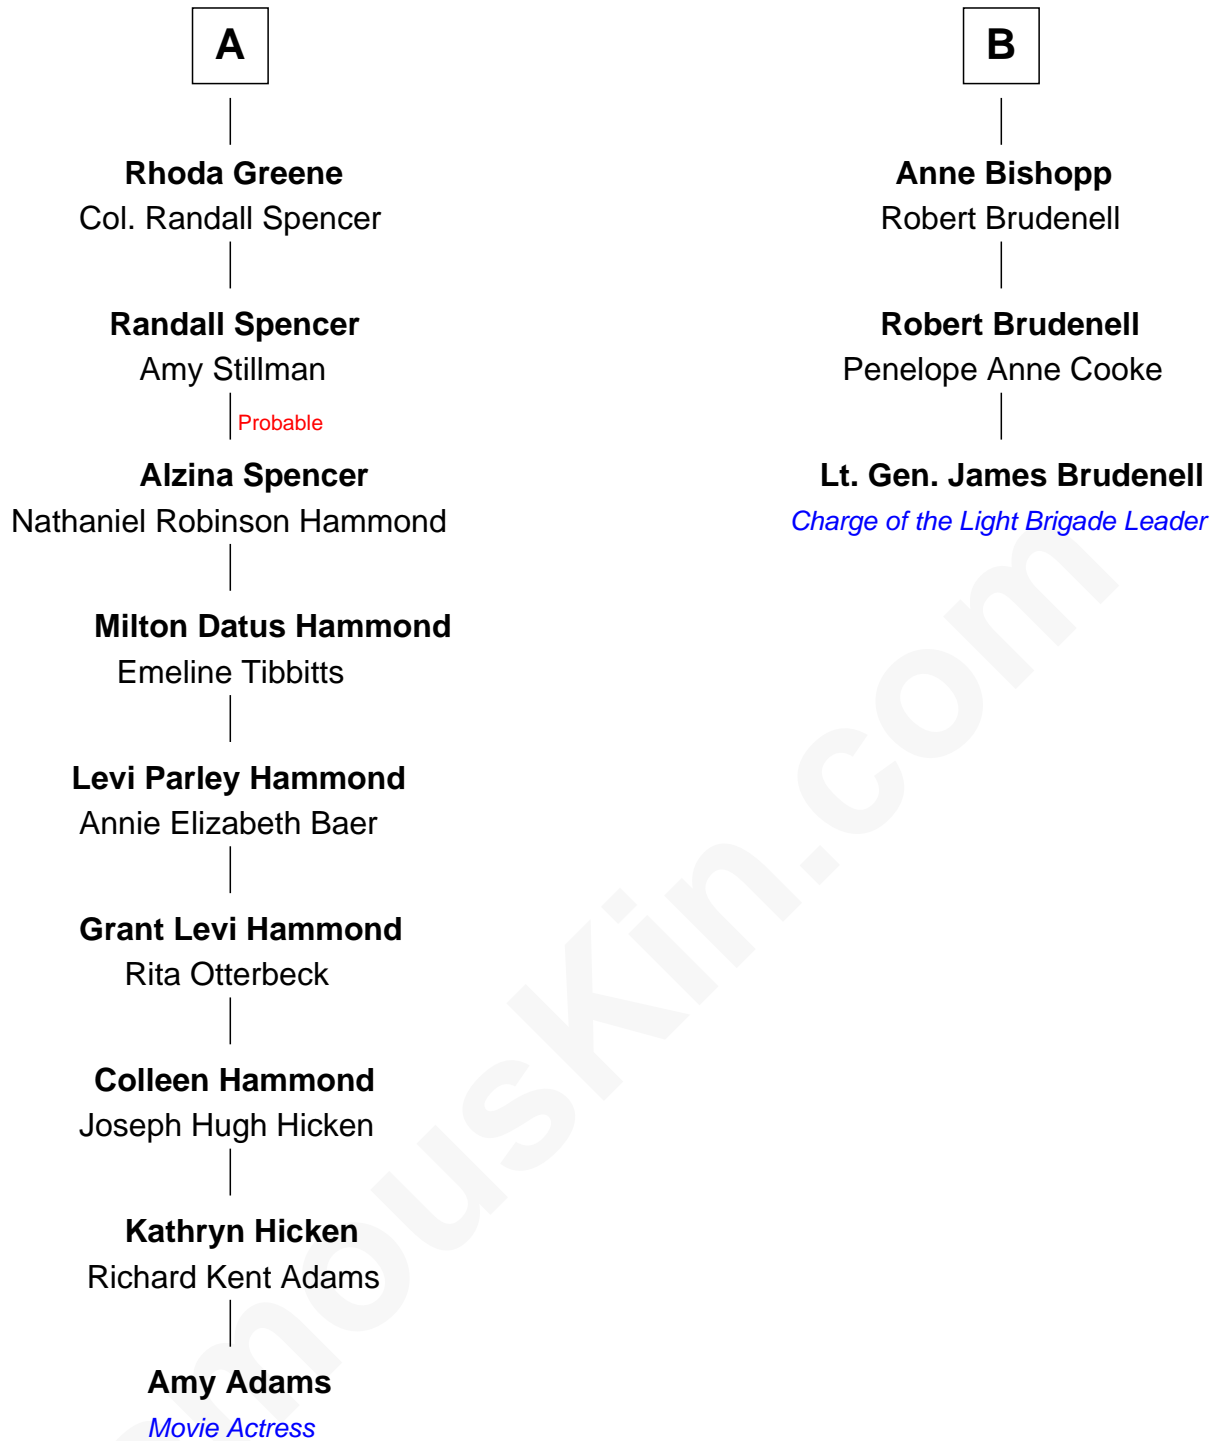 A
Rhoda Greene
Col. Randall Spencer
Randall Spencer
Amy Stillman
Probable
Alzina Spencer
Nathaniel Robinson Hammond
Milton Datus Hammond
Emeline Tibbitts
Levi Parley Hammond
Annie Elizabeth Baer
Grant Levi Hammond
Rita Otterbeck
Colleen Hammond
Joseph Hugh Hicken
Kathryn Hicken
Richard Kent Adams
Amy Adams
Movie Actress
B
Anne Bishopp
Robert Brudenell
Robert Brudenell
Penelope Anne Cooke
Lt. Gen. James Brudenell
Charge of the Light Brigade Leader
mousKin.com